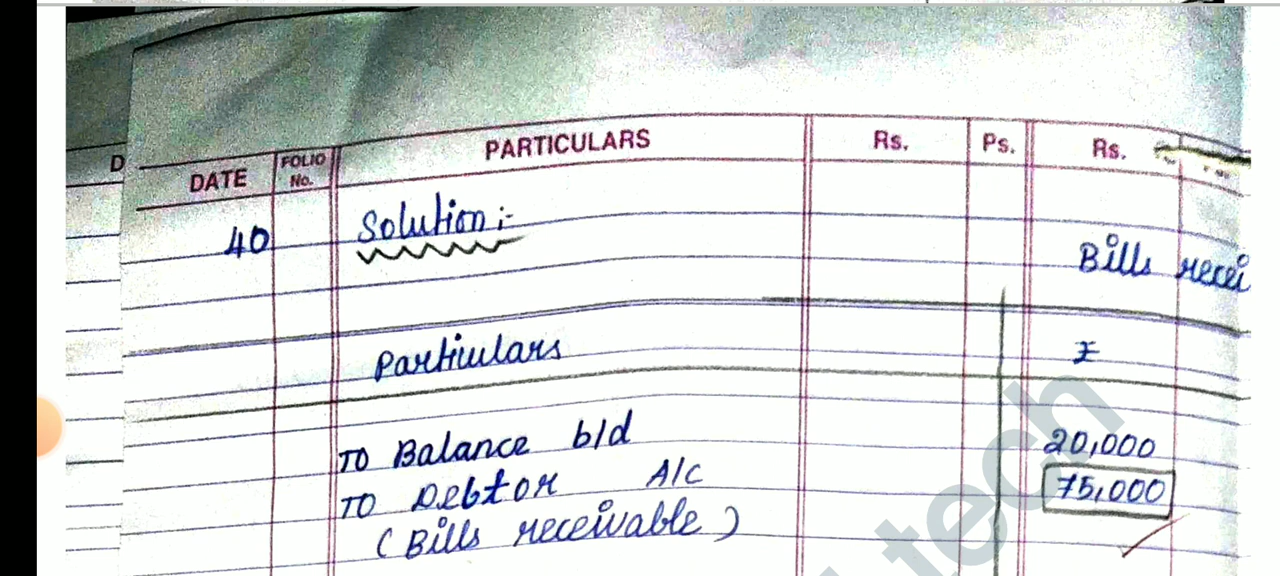 D DATE FOLIO No. PARTICULARS Rs. Ps. Rs.
40 Solution:-
Bills recei
Particulars ₹
To Balance b/d 20,000
To Debtor A/c 75,000
(Bills receivable)
tech